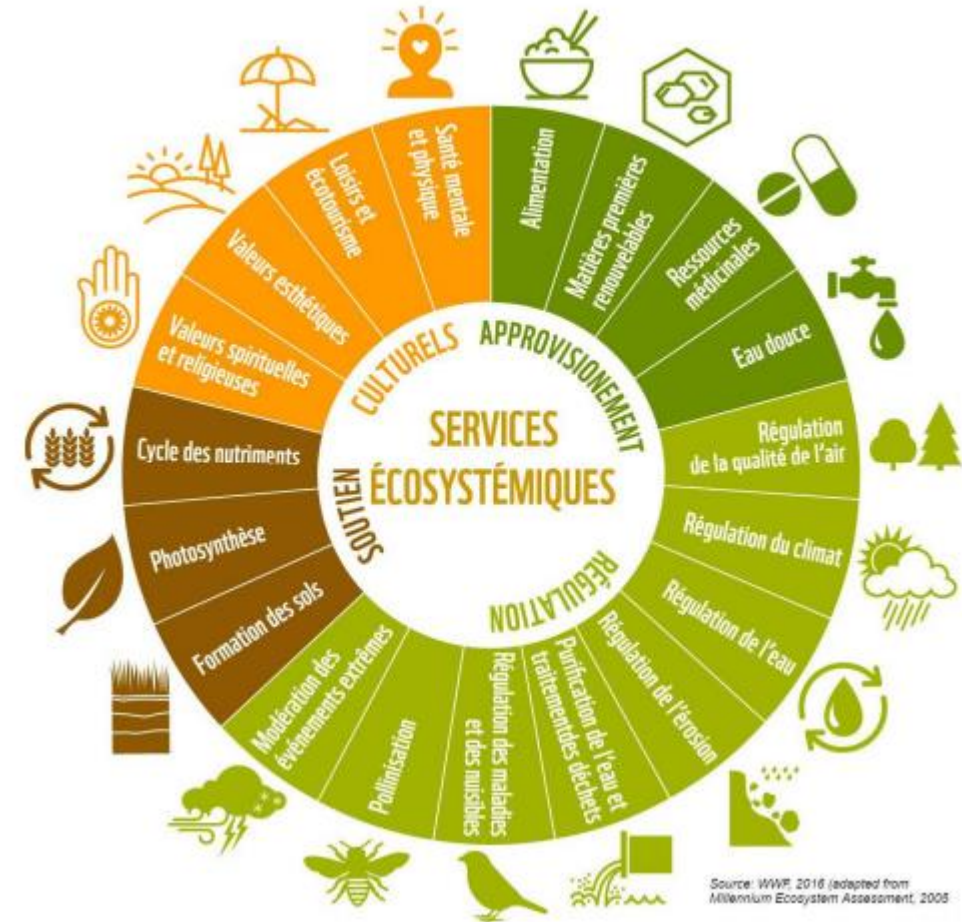 SERVICES
ÉCOSYSTÉMIQUES
APPROVISIONEMENT
Alimentation
Matières premières
renouvelables
Ressources
médicinales
Eau douce
RÉGULATION
Régulation
de la qualité de l'air
Régulation du climat
Régulation de l'eau
Régulation de l'érosion
Purification de l'eau et
traitementdes déchets
Régulation des maladies
et des nuisibles
Pollinisation
Modération des
événements extrêmes
SOUTIEN
Formation des sols
Photosynthèse
Cycle des nutriments
CULTURELS
Valeurs spirituelles
et religieuses
Valeurs esthétiques
Loisirs et
écotourisme
Santé mentale
et physique
Source: WWF, 2016 (adapted from
Millennium Ecosystem Assessment, 2005